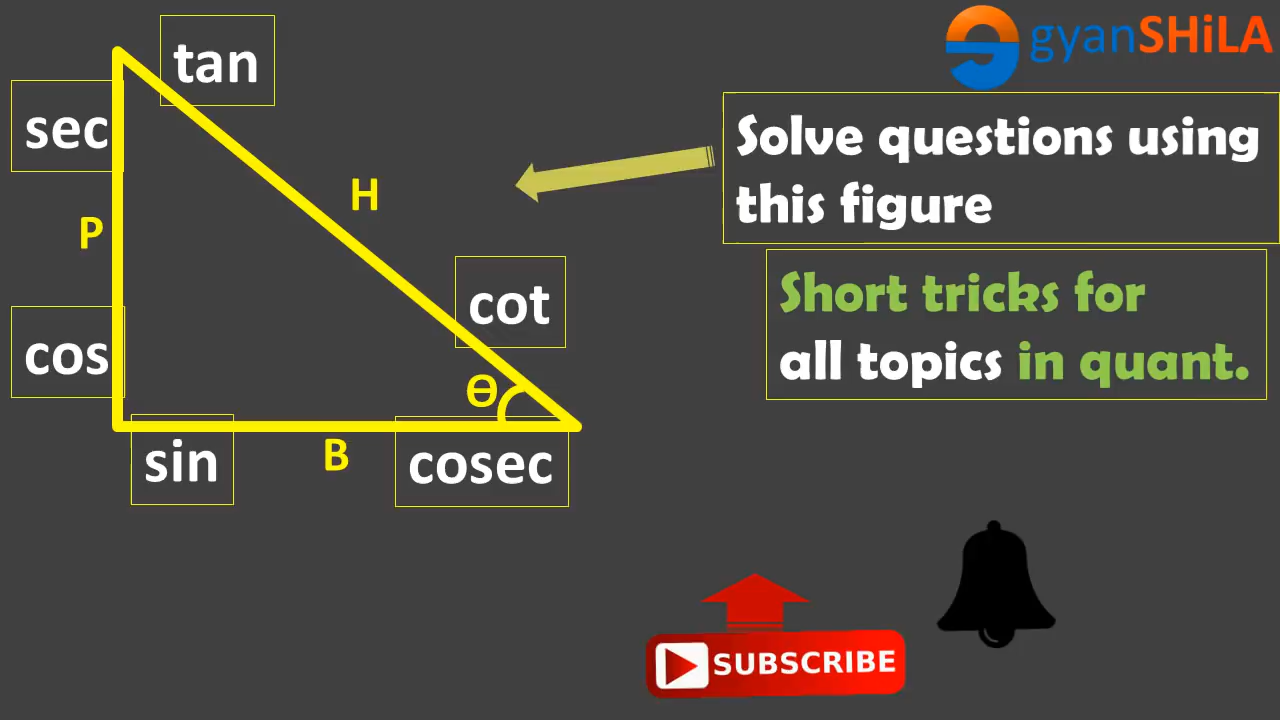 tan
gyanSHiLA
sec
Solve questions using
this figure
H
P
cot
Short tricks for
all topics in quant.
cos
Θ
B
sin
cosec
SUBSCRIBE